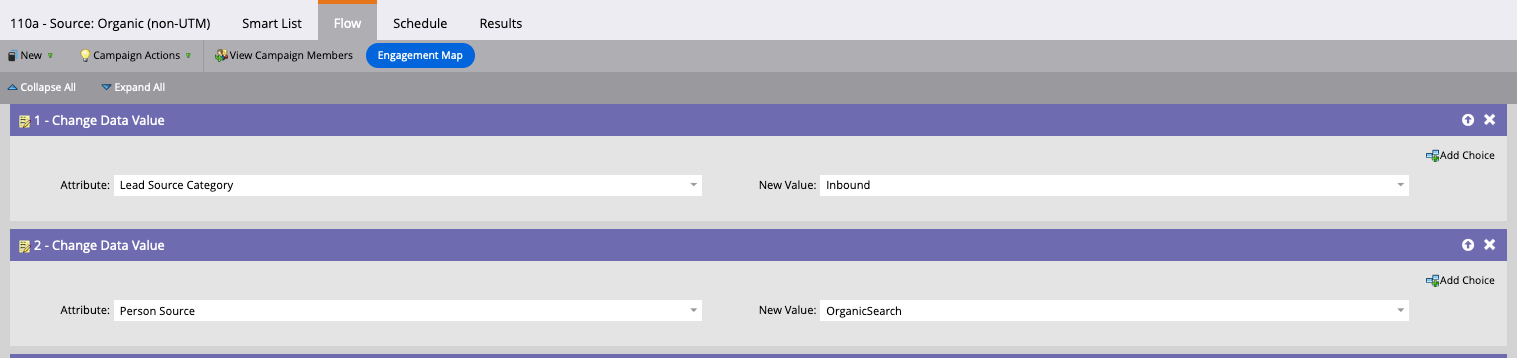 110a - Source: Organic (non-UTM) Smart List Flow Schedule Results
New Campaign Actions View Campaign Members Engagement Map
Collapse All Expand All
1 - Change Data Value
Add Choice
Attribute: Lead Source Category New Value: Inbound
2 - Change Data Value
Add Choice
Attribute: Person Source New Value: OrganicSearch